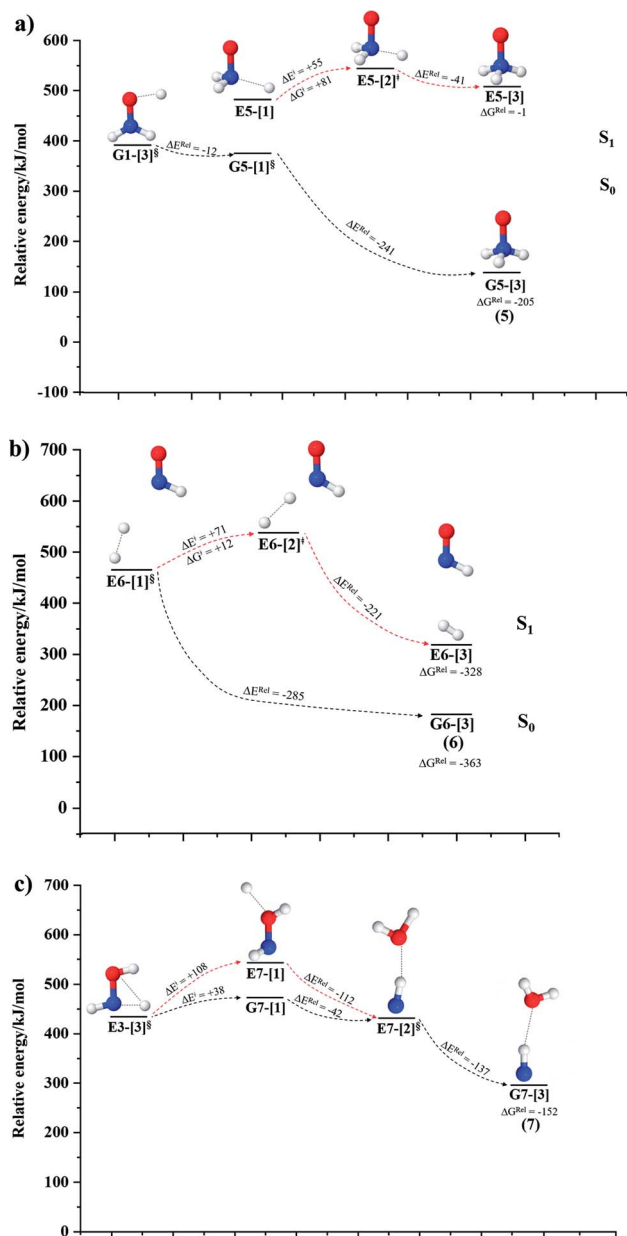 a)
Relative energy/kJ/mol
600
500
400
300
200
100
0
-100
G1-[3]§
ΔE^Rel = -12
G5-[1]§
E5-[1]
ΔE‡ = +55
ΔG‡ = +81
E5-[2]‡
ΔE^Rel = -41
E5-[3]
ΔG^Rel = -1
S₁
S₀
ΔE^Rel = -241
G5-[3]
ΔG^Rel = -205
(5)
b)
Relative energy/kJ/mol
700
600
500
400
300
200
100
0
E6-[1]§
ΔE‡ = +71
ΔG‡ = +12
E6-[2]‡
ΔE^Rel = -221
E6-[3]
ΔG^Rel = -328
S₁
ΔE^Rel = -285
G6-[3]
(6)
S₀
ΔG^Rel = -363
c)
Relative energy/kJ/mol
700
600
500
400
300
200
100
0
E3-[3]§
ΔE‡ = +108
ΔE‡ = +38
E7-[1]
G7-[1]
ΔE^Rel = -112
ΔE^Rel = -42
E7-[2]§
ΔE^Rel = -137
G7-[3]
ΔG^Rel = -152
(7)